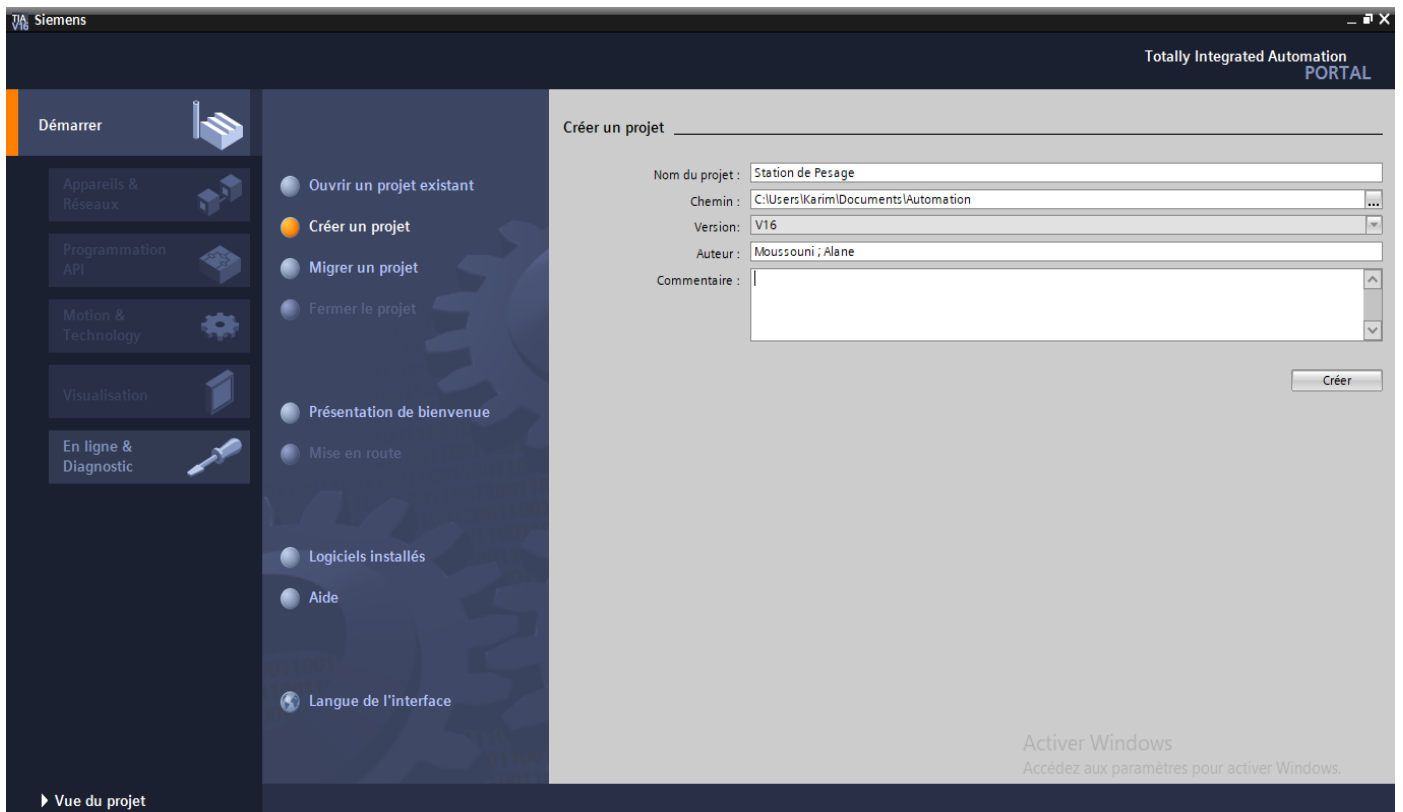 TIA
V16
Siemens
Totally Integrated Automation
PORTAL
Démarrer
Appareils &
Réseaux
Programmation
API
Motion &
Technology
Visualisation
En ligne &
Diagnostic
Vue du projet
Ouvrir un projet existant
Créer un projet
Migrer un projet
Fermer le projet
Présentation de bienvenue
Mise en route
Logiciels installés
Aide
Langue de l'interface
Créer un projet
Nom du projet : Station de Pesage
Chemin : C:\Users\Karim\Documents\Automation ...
Version: V16
Auteur : Moussouni ; Alane
Commentaire :
Créer
Activer Windows
Accédez aux paramètres pour activer Windows.